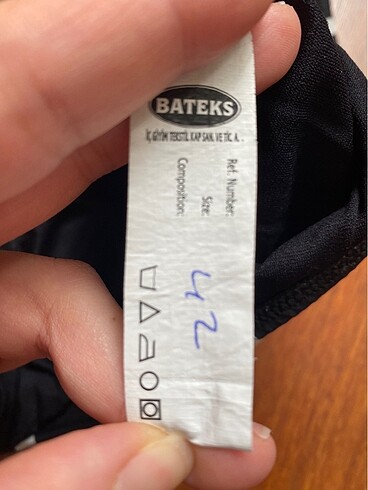 BATEKS
İÇ GİYİM TEKSTİL KAP SAN. VE TİC. A. .
Ref. Number:
Size:
Composition:
42